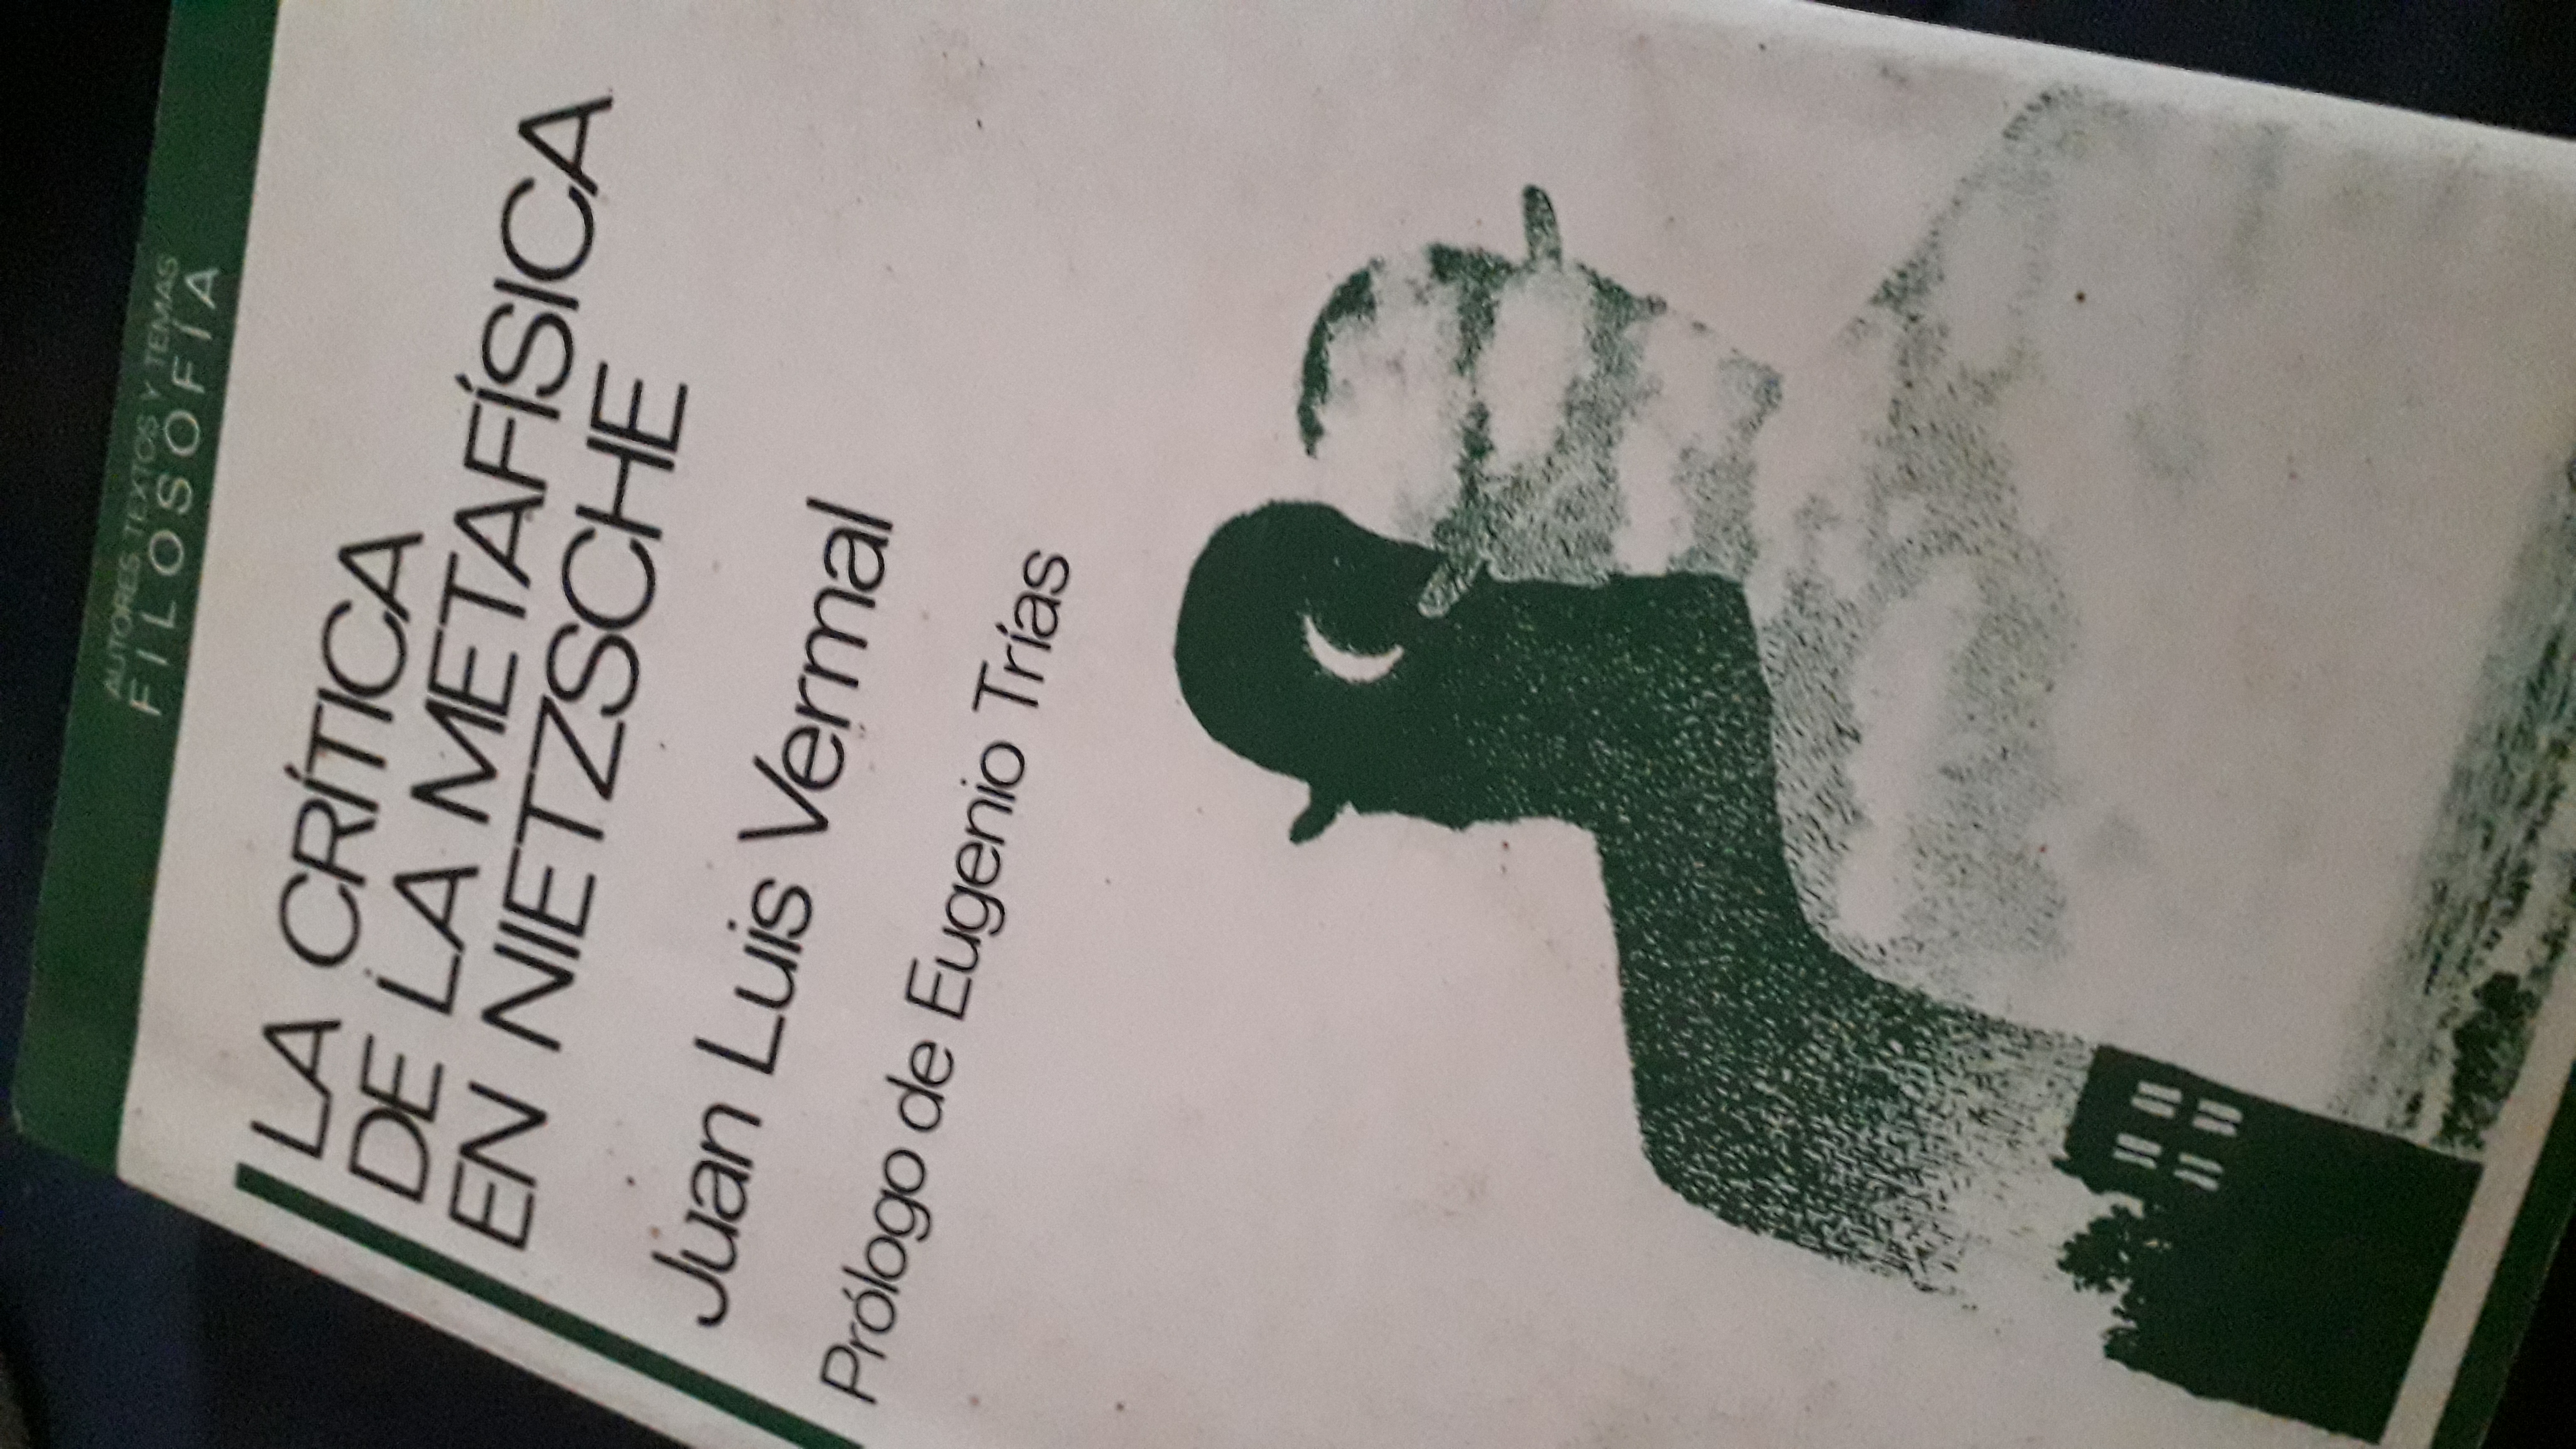 AUTORES, TEXTOS Y TEMAS
FILOSOFÍA
LA CRÍTICA
DE LA METAFÍSICA
EN NIETZSCHE
Juan Luis Vermal
Prólogo de Eugenio Trías